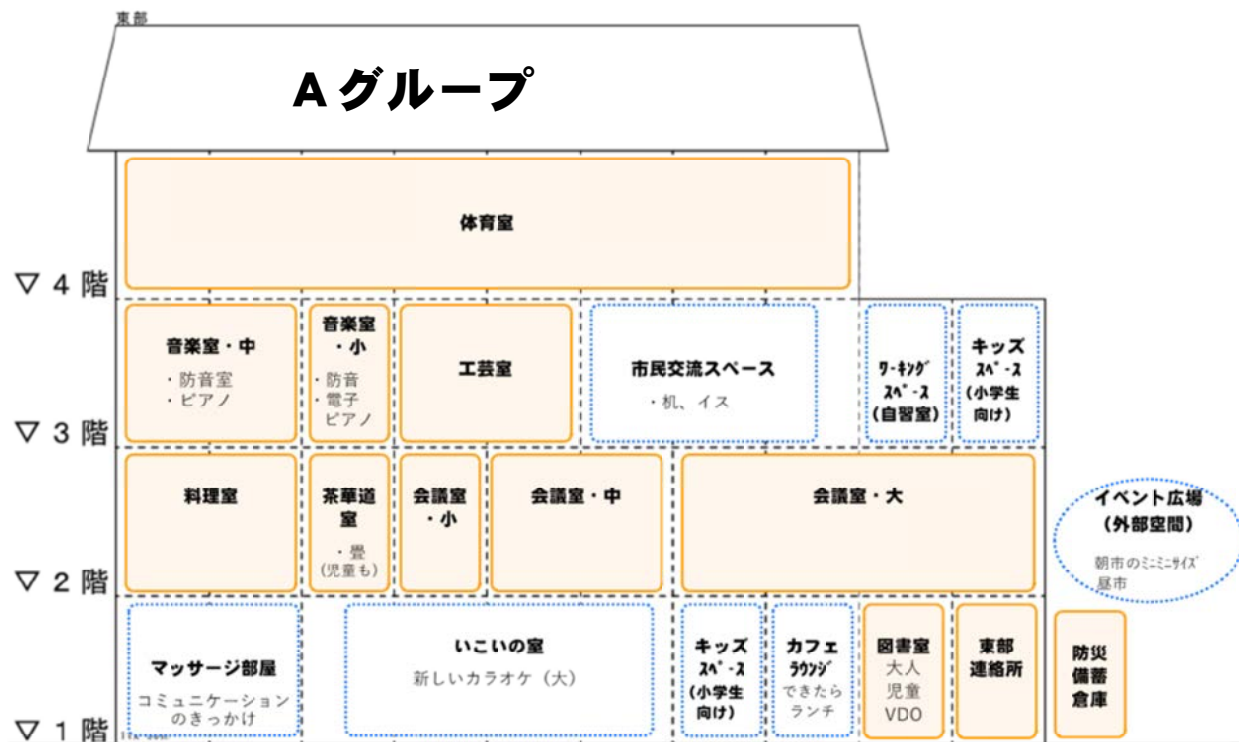 東部
Aグループ
体育室
▽4階
音楽室・中
・防音室
・ピアノ
音楽室
・小
・防音
・電子
ピアノ
工芸室
市民交流スペース
・机、イス
ワーキング
スペース
(自習室)
キッズ
スペース
(小学生
向け)
▽3階
料理室
茶華道
室
・畳
(児童も)
会議室
・小
会議室・中
会議室・大
イベント広場
(外部空間)
朝市のミニミニサイズ
昼市
▽2階
マッサージ部屋
コミュニケーション
のきっかけ
いこいの室
新しいカラオケ(大)
キッズ
スペース
(小学生
向け)
カフェ
ラウンジ
できたら
ランチ
図書室
大人
児童
VDO
東部
連絡所
防災
備蓄
倉庫
▽1階